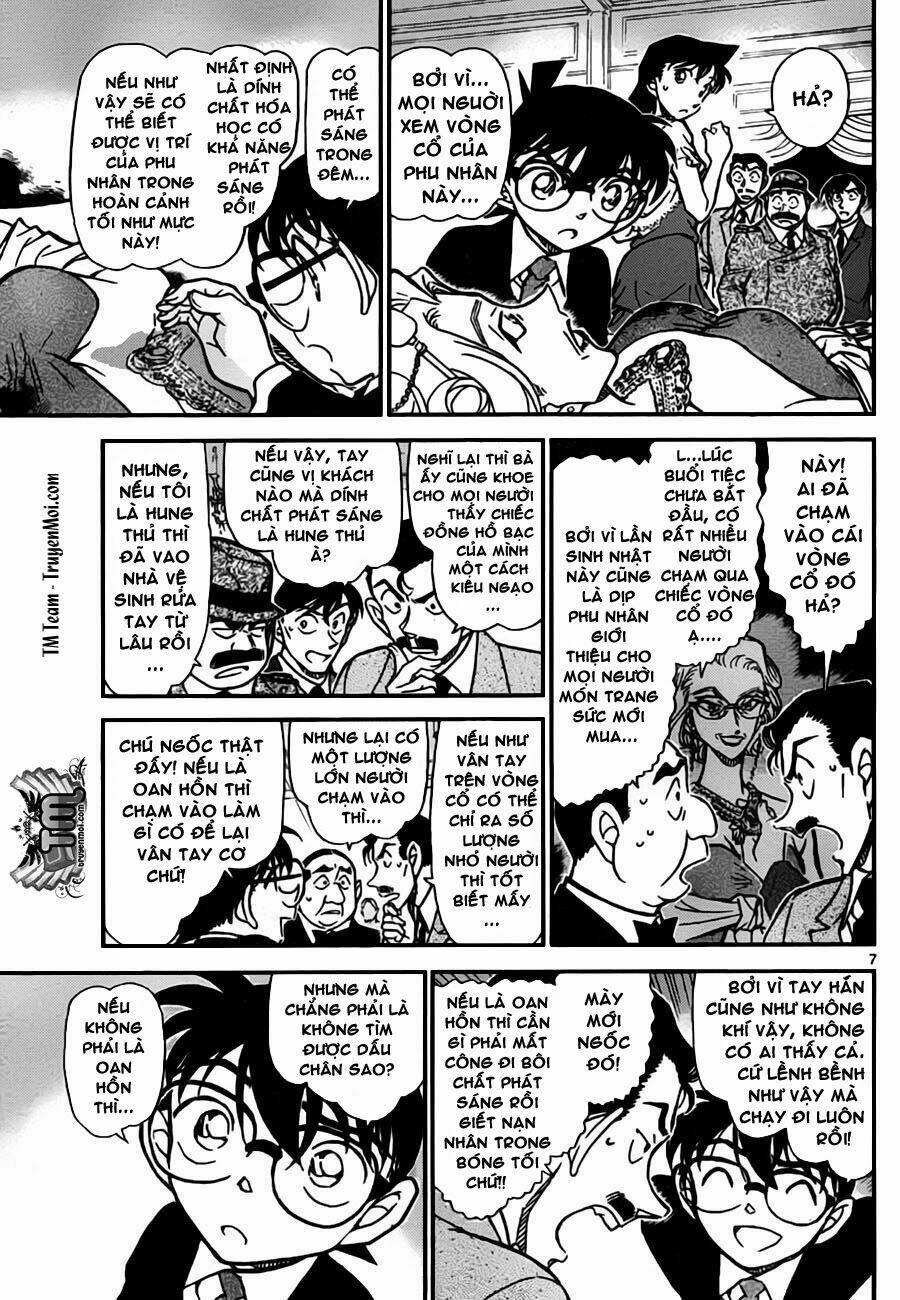 HẢ?
BỞI VÌ...
MỌI NGƯỜI
XEM VÒNG
CỔ CỦA
PHU NHÂN
NÀY...
CÓ
THỂ
PHÁT
SÁNG
TRONG
ĐÊM...
NHẤT ĐỊNH
LÀ DÍNH
CHẤT HÓA
HỌC CÓ
KHẢ NĂNG
PHÁT
SÁNG
RỒI!
NẾU NHƯ
VẬY SẼ CÓ
THỂ BIẾT
ĐƯỢC VỊ TRÍ
CỦA PHU
NHÂN TRONG
HOÀN CẢNH
TỐI NHƯ MỰC
NÀY!
NÀY!
AI ĐÃ
CHẠM
VÀO CÁI
VÒNG
CỔ ĐÓ
HẢ?
L...LÚC
BUỔI TIỆC
CHƯA BẮT
ĐẦU, CÓ
RẤT NHIỀU
NGƯỜI
CHẠM QUA
CHIẾC VÒNG
CỔ ĐÓ
Ạ....
BỞI VÌ LẦN
SINH NHẬT
NÀY CŨNG
LÀ DỊP
PHU NHÂN
GIỚI
THIỆU CHO
MỌI NGƯỜI
MÓN TRANG
SỨC MỚI
MUA...
NGHĨ LẠI THÌ BÀ
ẤY CŨNG KHOE
CHO MỌI NGƯỜI
THẤY CHIẾC
ĐỒNG HỒ BẠC
CỦA MÌNH
MỘT CÁCH
KIÊU NGẠO
...
NẾU VẬY, TAY
CŨNG VỊ KHÁCH
NÀO MÀ DÍNH
CHẤT PHÁT SÁNG
LÀ HUNG THỦ
À?
NHƯNG,
NẾU TÔI
LÀ HUNG
THỦ THÌ
ĐÃ VAO
NHÀ VỆ
SINH RỬA
TAY TỪ
LÂU RỒI
...
NẾU NHƯ
VÂN TAY
TRÊN VÒNG
CỔ CÓ THỂ
CHỈ RA SỐ
LƯỢNG
NHỎ NGƯỜI
THÌ TỐT
BIẾT MẤY
...
NHƯNG LẠI CÓ
MỘT LƯỢNG
LỚN NGƯỜI
CHẠM VÀO
THÌ...
CHÚ NGỐC THẬT
ĐẤY! NẾU LÀ
OAN HỒN THÌ
CHẠM VÀO LÀM
GÌ CÓ ĐỂ LẠI
VÂN TAY CƠ
CHỨ!
7
BỞI VÌ TAY HẮN
CŨNG NHƯ KHÔNG
KHÍ VẬY, KHÔNG
CÓ AI THẤY CẢ.
CỨ LỀNH BỀNH
NHƯ VẬY MÀ
CHẠY ĐI LUÔN
RỒI!
MÀY
MỚI
NGỐC
ĐÓ!
NẾU LÀ OAN
HỒN THÌ CẦN
GÌ PHẢI MẤT
CÔNG ĐI BÔI
CHẤT PHÁT
SÁNG RỒI
GIẾT NẠN
NHÂN TRONG
BÓNG TỐI
CHỨ!!
NHƯNG MÀ
CHẲNG PHẢI LÀ
KHÔNG TÌM
ĐƯỢC DẤU
CHÂN SAO?
NẾU
KHÔNG
PHẢI LÀ
OAN
HỒN
THÌ...
TM Team - TruyenMoi.com
TM
truyenmoi.com